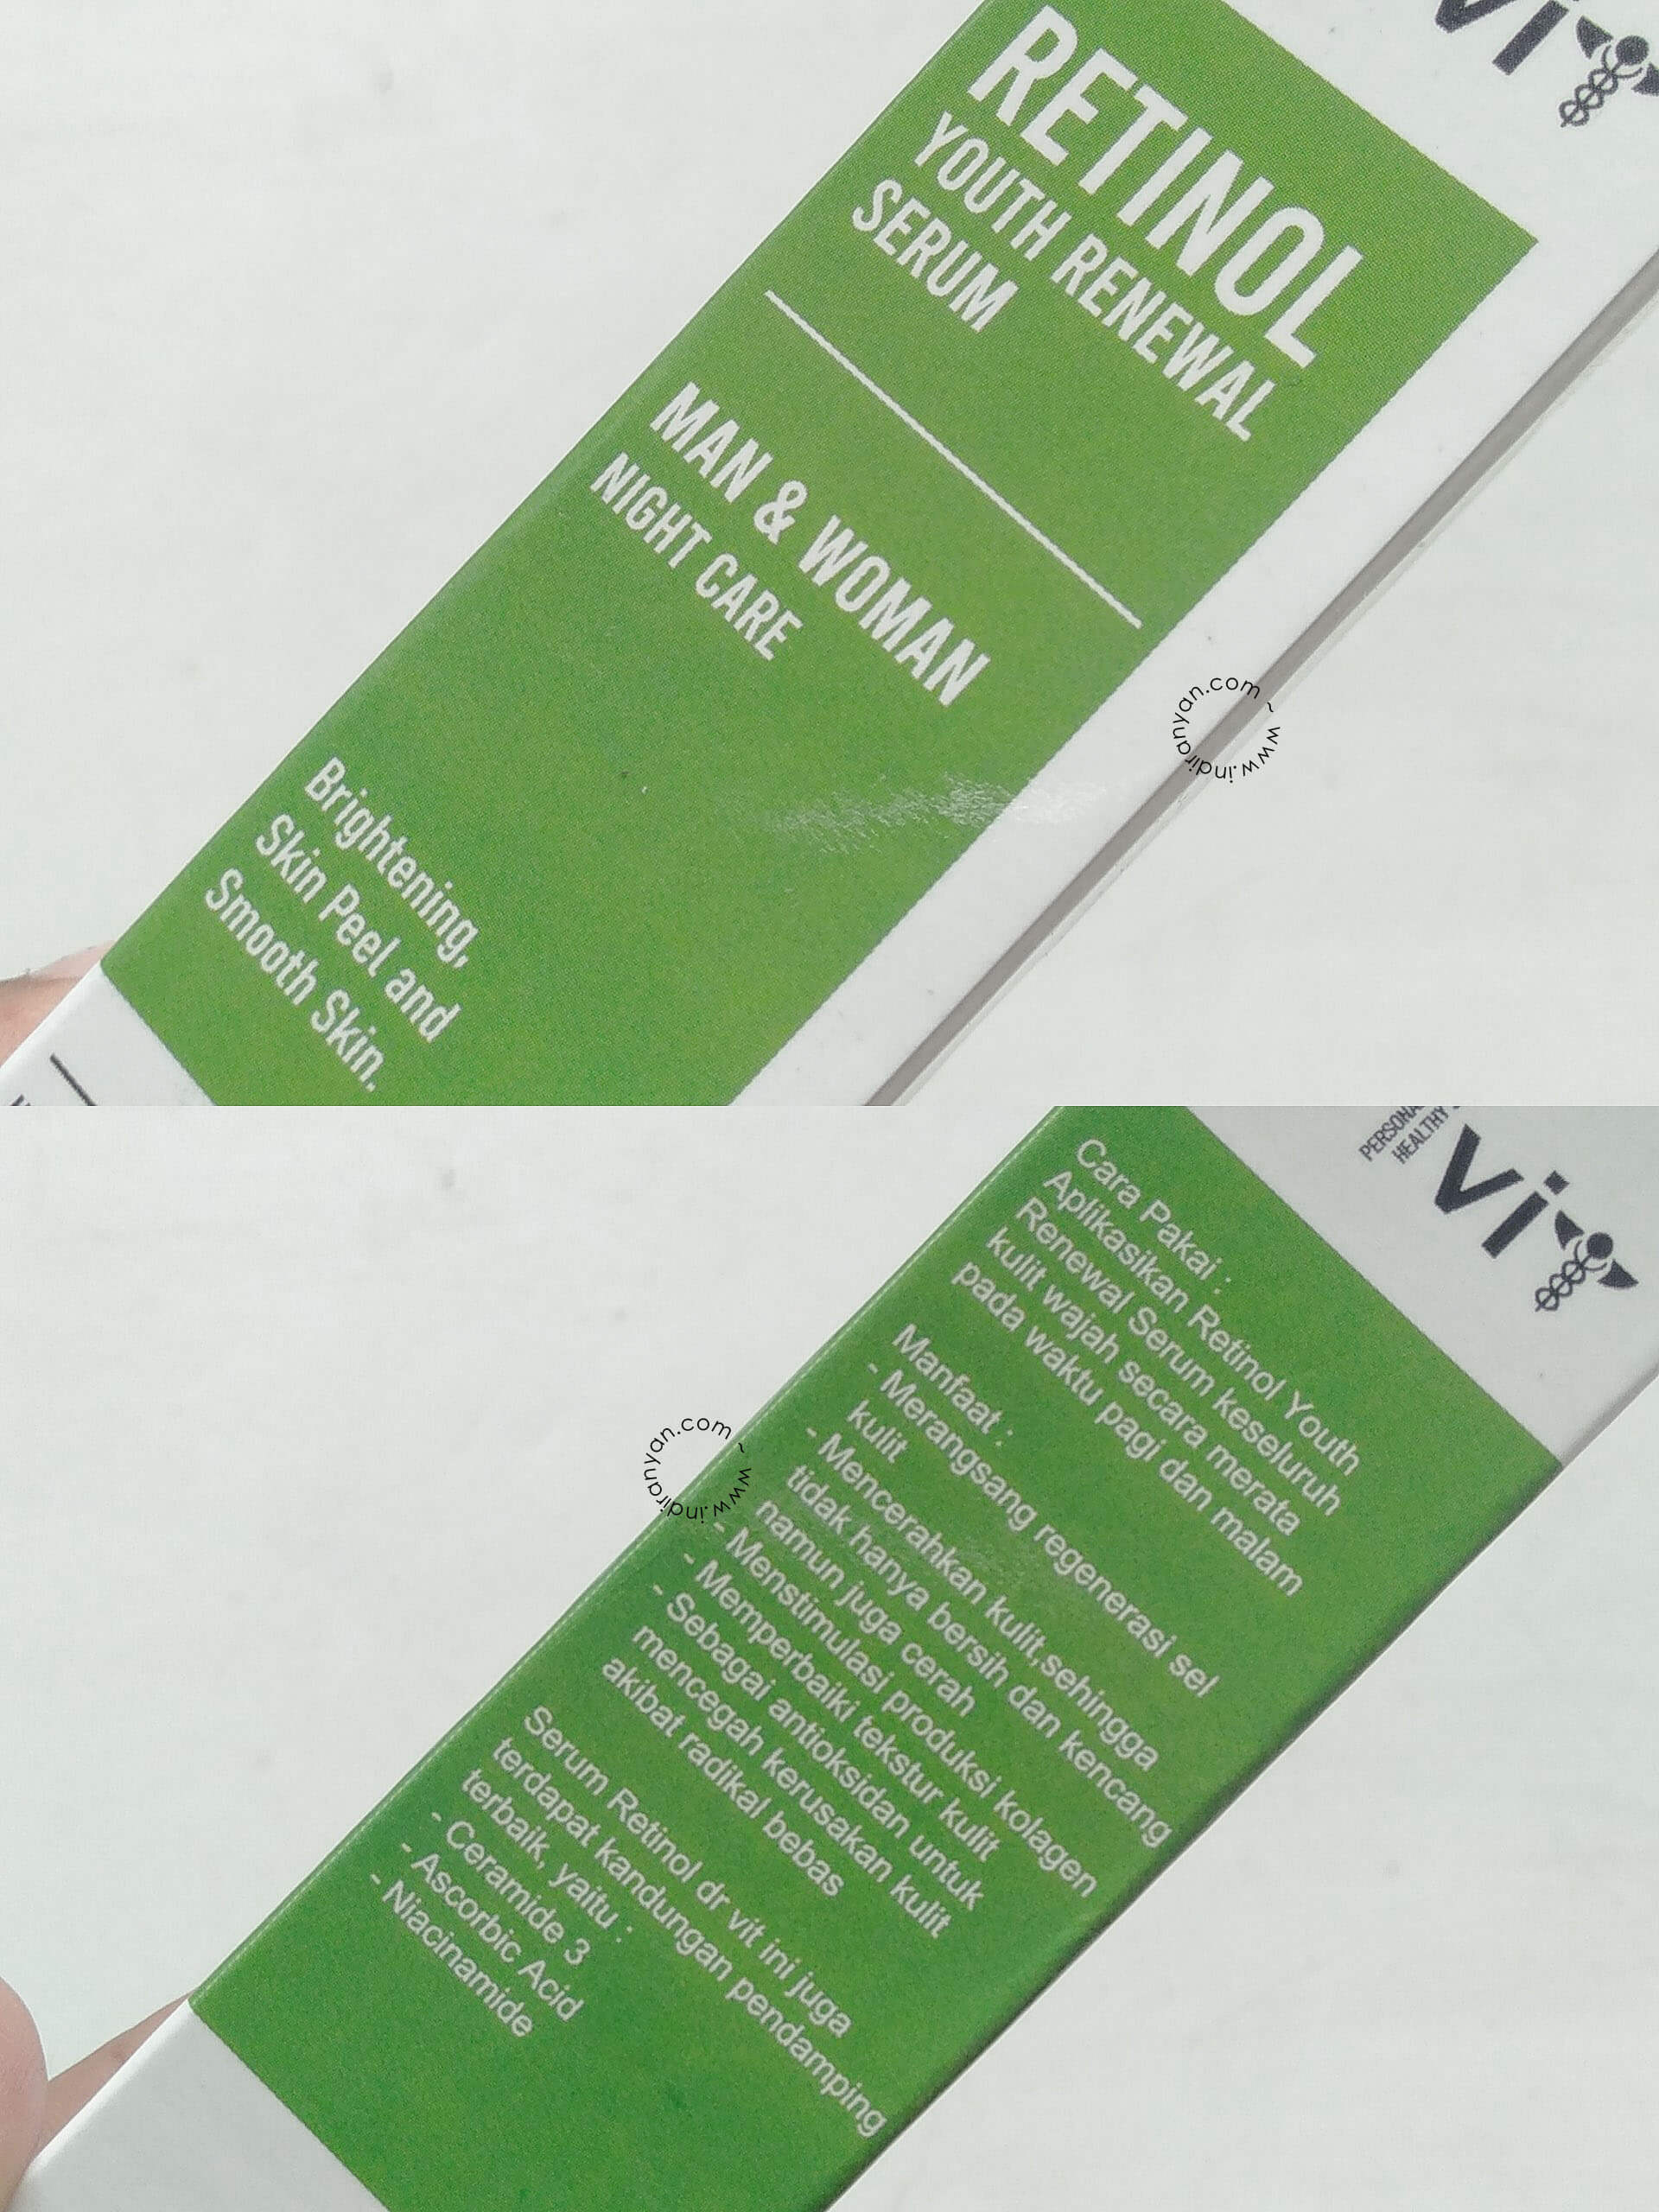 vi
RETINOL
YOUTH RENEWAL
SERUM
MAN & WOMAN
NIGHT CARE
Brightening,
Skin Peel and
Smooth Skin.
www.indiranyan.com ~
HEALTHY
vi
Cara Pakai :
Aplikasikan Retinol Youth
Renewal Serum keseluruh
kulit wajah secara merata
pada waktu pagi dan malam
Manfaat :
- Merangsang regenerasi sel
kulit
- Mencerahkan kulit,sehingga
tidak hanya bersih dan kencang
namun juga cerah
- Menstimulasi produksi kolagen
- Memperbaiki tekstur kulit
- Sebagai antioksidan untuk
mencegah kerusakan kulit
akibat radikal bebas
Serum Retinol dr vit ini juga
terdapat kandungan pendamping
terbaik, yaitu :
- Ceramide 3
- Ascorbic Acid
- Niacinamide
www.indiranyan.com ~